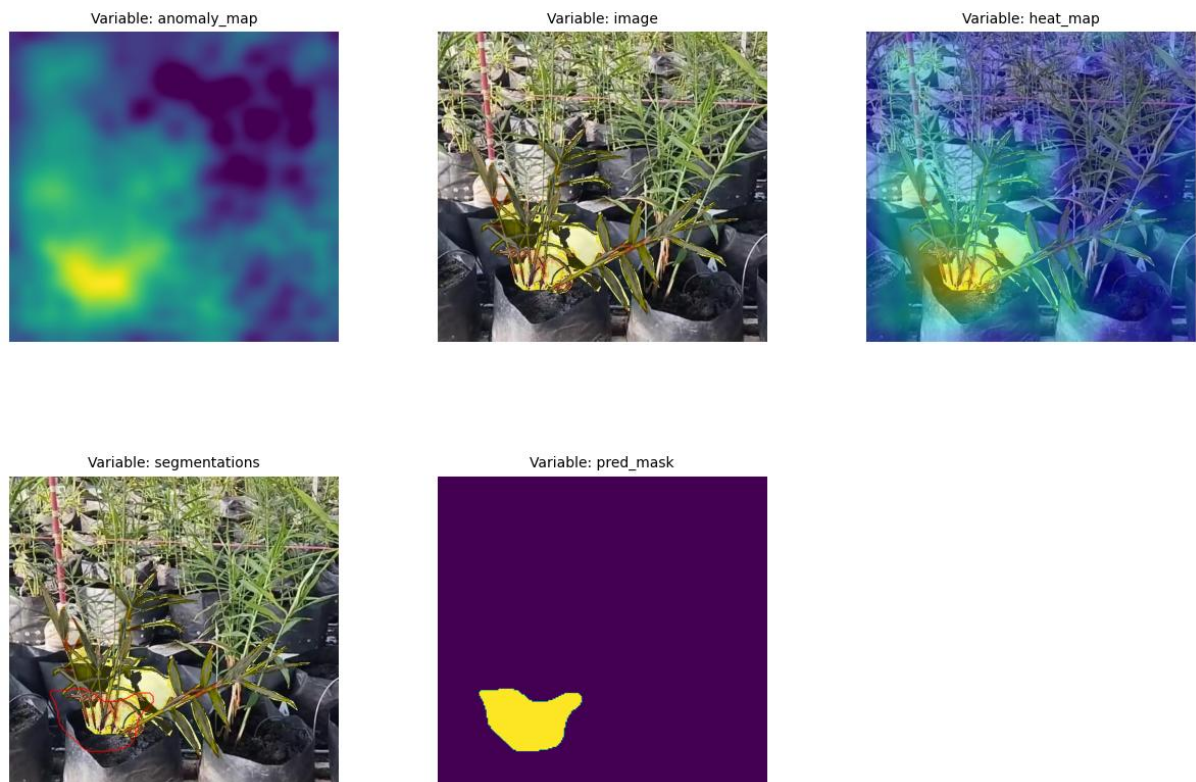 Variable: anomaly_map
Variable: image
Variable: heat_map
Variable: segmentations
Variable: pred_mask